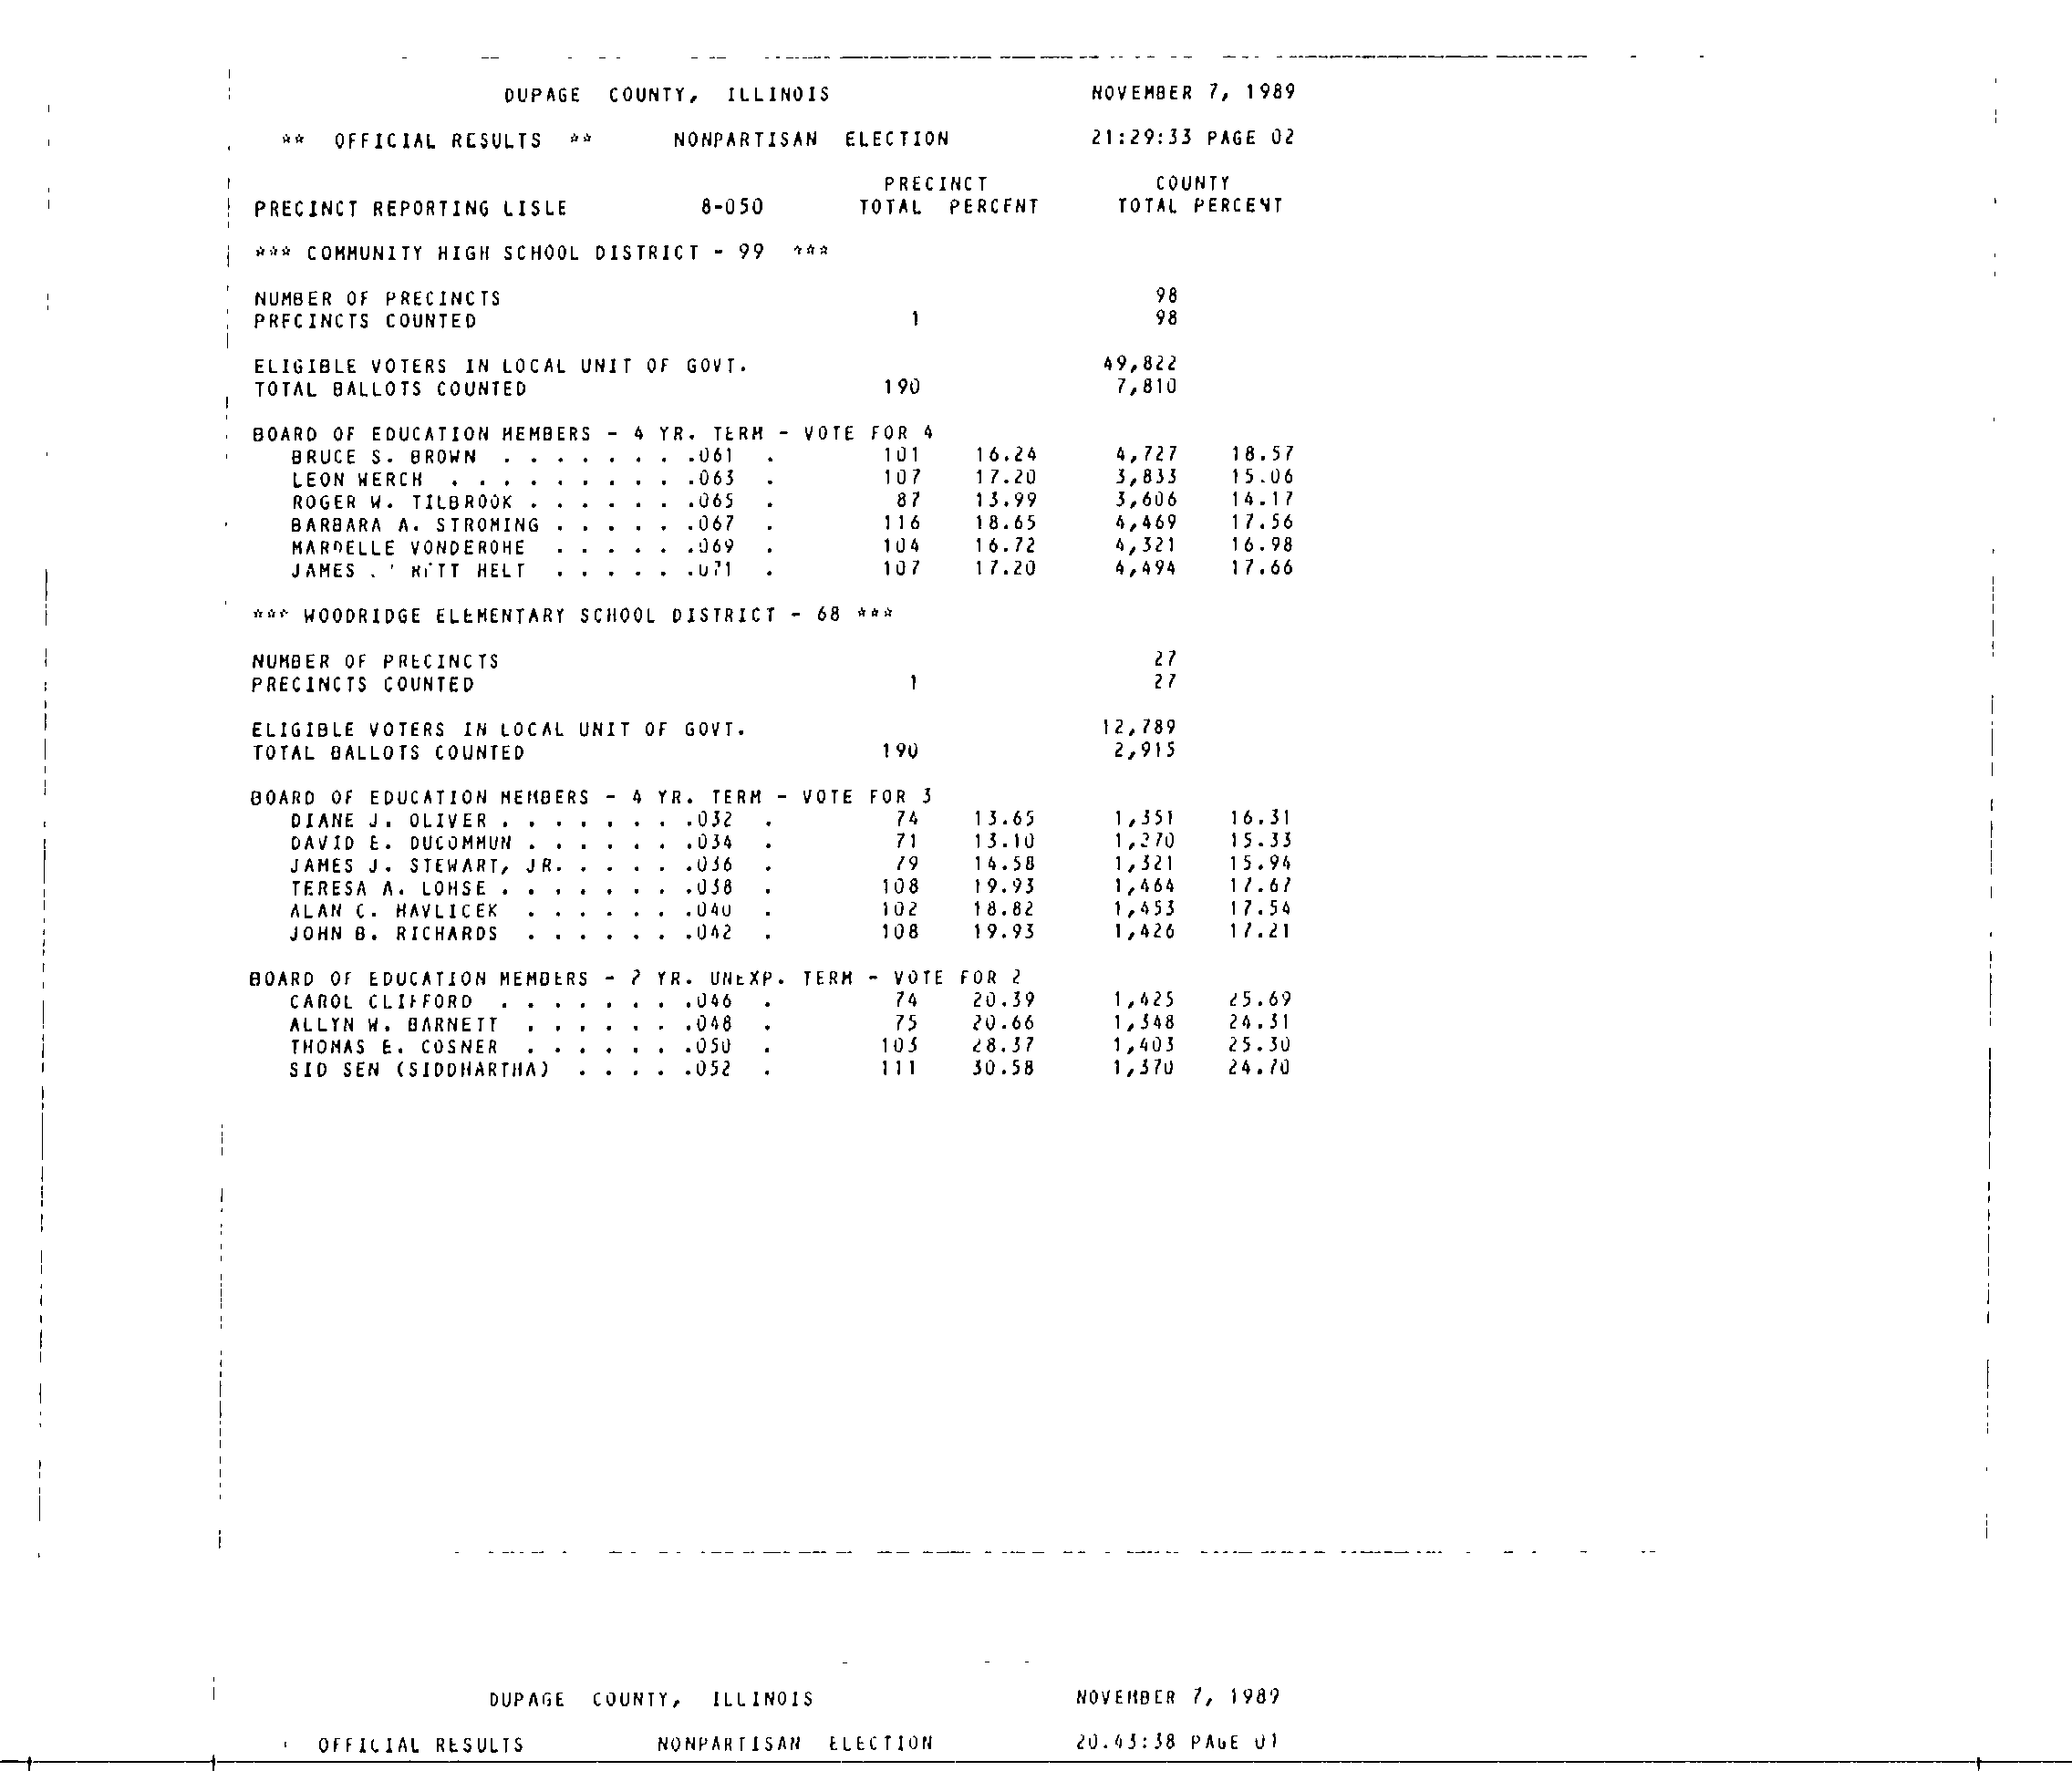 DUPAGE COUNTY, ILLINOIS NOVEMBER 7, 1989
** OFFICIAL RESULTS ** NONPARTISAN ELECTION 21:29:33 PAGE 02
PRECINCT COUNTY
PRECINCT REPORTING LISLE 8-050 TOTAL PERCENT TOTAL PERCENT
*** COMMUNITY HIGH SCHOOL DISTRICT - 99 ***
NUMBER OF PRECINCTS 98
PRECINCTS COUNTED 1 98
ELIGIBLE VOTERS IN LOCAL UNIT OF GOVT. 49,822
TOTAL BALLOTS COUNTED 190 7,810
BOARD OF EDUCATION MEMBERS - 4 YR. TERM - VOTE FOR 4
BRUCE S. BROWN . . . . . . . .061 . 101 16.24 4,727 18.57
LEON WERCH . . . . . . . . . .063 . 107 17.20 3,833 15.06
ROGER W. TILBROOK . . . . . . .065 . 87 13.99 3,606 14.17
BARBARA A. STROMING . . . . . .067 . 116 18.65 4,469 17.56
MARDELLE VONDEROHE . . . . . .069 . 104 16.72 4,321 16.98
JAMES HELT . . . . . .071 . 107 17.20 4,494 17.66
*** WOODRIDGE ELEMENTARY SCHOOL DISTRICT - 68 ***
NUMBER OF PRECINCTS 27
PRECINCTS COUNTED 1 27
ELIGIBLE VOTERS IN LOCAL UNIT OF GOVT. 12,789
TOTAL BALLOTS COUNTED 190 2,915
BOARD OF EDUCATION MEMBERS - 4 YR. TERM - VOTE FOR 3
DIANE J. OLIVER . . . . . . . .032 . 74 13.65 1,351 16.31
DAVID E. DUCOMMUN . . . . . . .034 . 71 13.10 1,270 15.33
JAMES J. STEWART, JR. . . . . .036 . 79 14.58 1,321 15.94
TERESA A. LOHSE . . . . . . . .038 . 108 19.93 1,464 17.67
ALAN C. HAVLICEK . . . . . . .040 . 102 18.82 1,453 17.54
JOHN B. RICHARDS . . . . . . .042 . 108 19.93 1,426 17.21
BOARD OF EDUCATION MEMBERS - 2 YR. UNEXP. TERM - VOTE FOR 2
CAROL CLIFFORD . . . . . . . .046 . 74 20.39 1,425 25.69
ALLYN W. BARNETT . . . . . . .048 . 75 20.66 1,348 24.31
THOMAS E. COSNER . . . . . . .050 . 103 28.37 1,403 25.30
SID SEN (SIDDHARTHA) . . . . .052 . 111 30.58 1,370 24.70
DUPAGE COUNTY, ILLINOIS NOVEMBER 7, 1989
OFFICIAL RESULTS NONPARTISAN ELECTION 20.43:38 PAGE 01